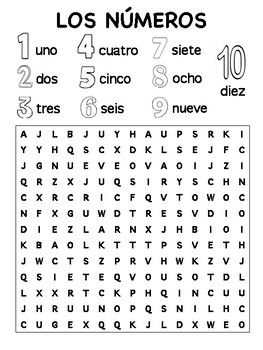 LOS NÚMEROS
1 uno 4 cuatro 7 siete
2 dos 5 cinco 8 ocho 10
3 tres 6 seis 9 nueve diez
A J L B J U Y H A U P S R K I
Y Y H Q S C X D K L S E J F C
J G N U E V E O V A O I J Z I
Q R Z X J U Q S I R Y S C H N
C X R C R I C F Q V T O W O C
N F X G U W D T R E S V D I O
D I E Z L A R N X J H B I O I
K B A O L K T T T P S V E T H
J W C T S Z P R V H W K Z V J
Q S I E T E Q V O U S O T D L
L X X R T C K P H Q I N C U U
J H R U U N O P Q S N I L H C
C U G E X Q Q K J L D X W E O